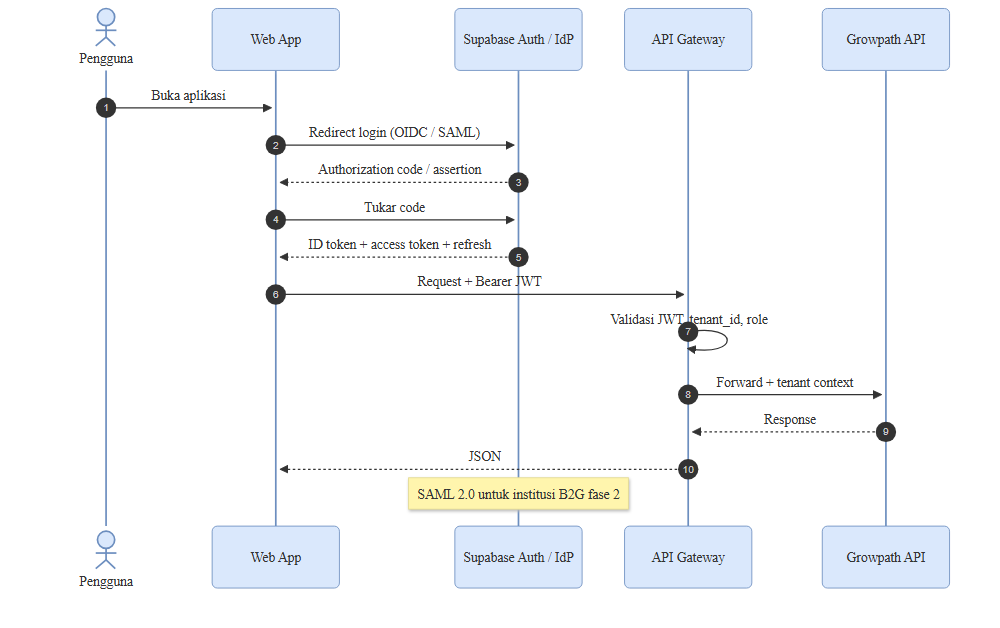 Pengguna
Web App
Supabase Auth / IdP
API Gateway
Growpath API
1
Buka aplikasi
2
Redirect login (OIDC / SAML)
3
Authorization code / assertion
4
Tukar code
5
ID token + access token + refresh
6
Request + Bearer JWT
7
Validasi JWT, tenant_id, role
8
Forward + tenant context
9
Response
10
JSON
SAML 2.0 untuk institusi B2G fase 2
Pengguna
Web App
Supabase Auth / IdP
API Gateway
Growpath API